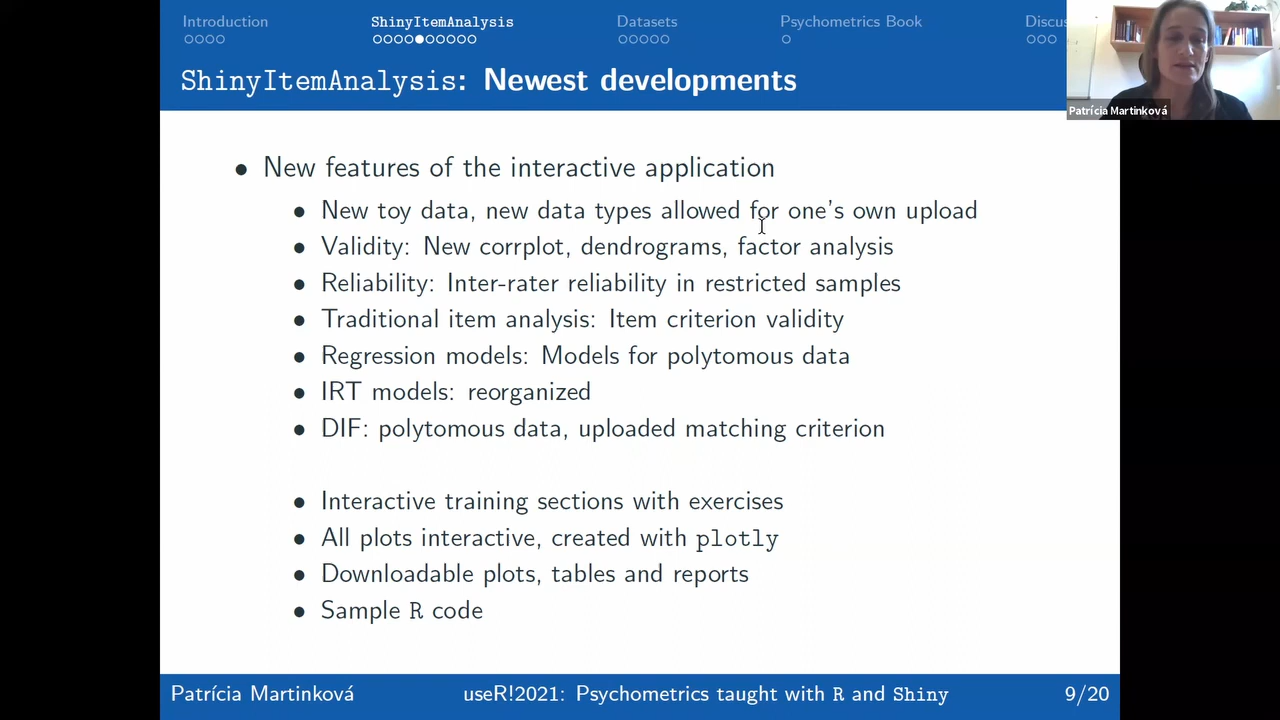 Introduction
ShinyItemAnalysis
Datasets
Psychometrics Book
Discus
ShinyItemAnalysis: Newest developments
Patrícia Martinková
• New features of the interactive application
• New toy data, new data types allowed for one's own upload
• Validity: New corrplot, dendrograms, factor analysis
• Reliability: Inter-rater reliability in restricted samples
• Traditional item analysis: Item criterion validity
• Regression models: Models for polytomous data
• IRT models: reorganized
• DIF: polytomous data, uploaded matching criterion
• Interactive training sections with exercises
• All plots interactive, created with plotly
• Downloadable plots, tables and reports
• Sample R code
Patrícia Martinková
useR!2021: Psychometrics taught with R and Shiny
9/20